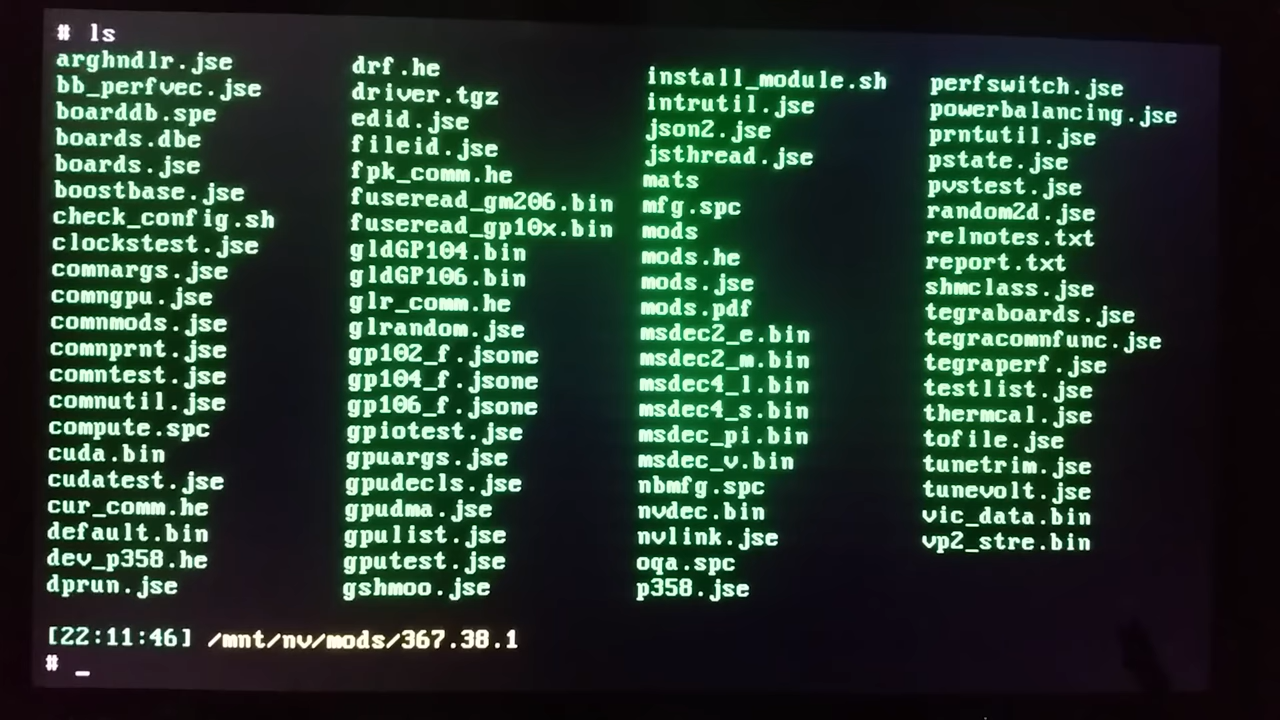 # ls
arghndlr.jse drf.he install_module.sh perfswitch.jse
bb_perfvec.jse driver.tgz intrutil.jse powerbalancing.jse
boarddb.spe edid.jse json2.jse prntutil.jse
boards.dbe fileid.jse jsthread.jse pstate.jse
boards.jse fpk_comm.he mats pvstest.jse
boostbase.jse fuseread_gm206.bin mfg.spc random2d.jse
check_config.sh fuseread_gp10x.bin mods relnotes.txt
clockstest.jse gldGP104.bin mods.he report.txt
comnargs.jse gldGP106.bin mods.jse shmclass.jse
comngpu.jse glr_comm.he mods.pdf tegraboards.jse
comnmods.jse glrandom.jse msdec2_e.bin tegracomnfunc.jse
comnprnt.jse gp102_f.jsone msdec2_m.bin tegraperf.jse
comntest.jse gp104_f.jsone msdec4_l.bin testlist.jse
comnutil.jse gp106_f.jsone msdec4_s.bin thermcal.jse
compute.spc gpiotest.jse msdec_pi.bin tofile.jse
cuda.bin gpuargs.jse msdec_v.bin tunetrim.jse
cudatest.jse gpudecls.jse nbmfg.spc tunevolt.jse
cur_comm.he gpudma.jse nvdec.bin vic_data.bin
default.bin gpulist.jse nvlink.jse vp2_stre.bin
dev_p358.he gputest.jse oqa.spc
dprun.jse gshmoo.jse p358.jse
[22:11:46] /mnt/nv/mods/367.38.1
# _